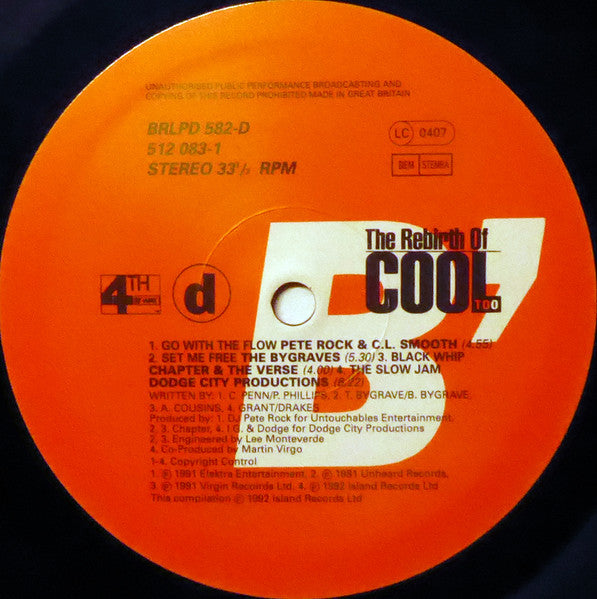 UNAUTHORISED PUBLIC PERFORMANCE BROADCASTING AND
COPYING OF THIS RECORD PROHIBITED MADE IN GREAT BRITAIN
BRLPD 582-D
512 083-1
STEREO 33⅓ RPM
LC 0407
BIEM STEMRA
The Rebirth Of
COOL
TOO
B'
4TH
d
1. GO WITH THE FLOW PETE ROCK & C.L. SMOOTH (4.55)
2. SET ME FREE THE BYGRAVES (5.30) 3. BLACK WHIP
CHAPTER & THE VERSE (4.00) 4. THE SLOW JAM
DODGE CITY PRODUCTIONS (6.22)
WRITTEN BY: 1. C. PENN/P. PHILLIPS, 2. T. BYGRAVE/B. BYGRAVE,
3. A. COUSINS, 4. GRANT/DRAKES
Produced by: 1. DJ Pete Rock for Untouchables Entertainment,
2. 3. Chapter, 4. I.G. & Dodge for Dodge City Productions
2. 3. Engineered by Lee Monteverde
4. Co-Produced by Martin Virgo
1-4. Copyright Control
1. ℗ 1991 Elektra Entertainment, 2. ℗ 1991 Unheard Records,
3. ℗ 1991 Virgin Records Ltd, 4. ℗ 1992 Island Records Ltd
This compilation ℗ 1992 Island Records Ltd